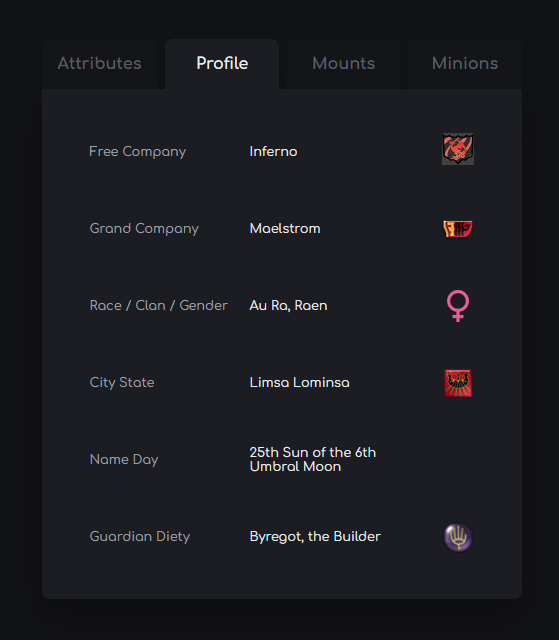 Attributes
Profile
Mounts
Minions
Free Company
Inferno
Grand Company
Maelstrom
Race / Clan / Gender
Au Ra, Raen
City State
Limsa Lominsa
Name Day
25th Sun of the 6th
Umbral Moon
Guardian Diety
Byregot, the Builder